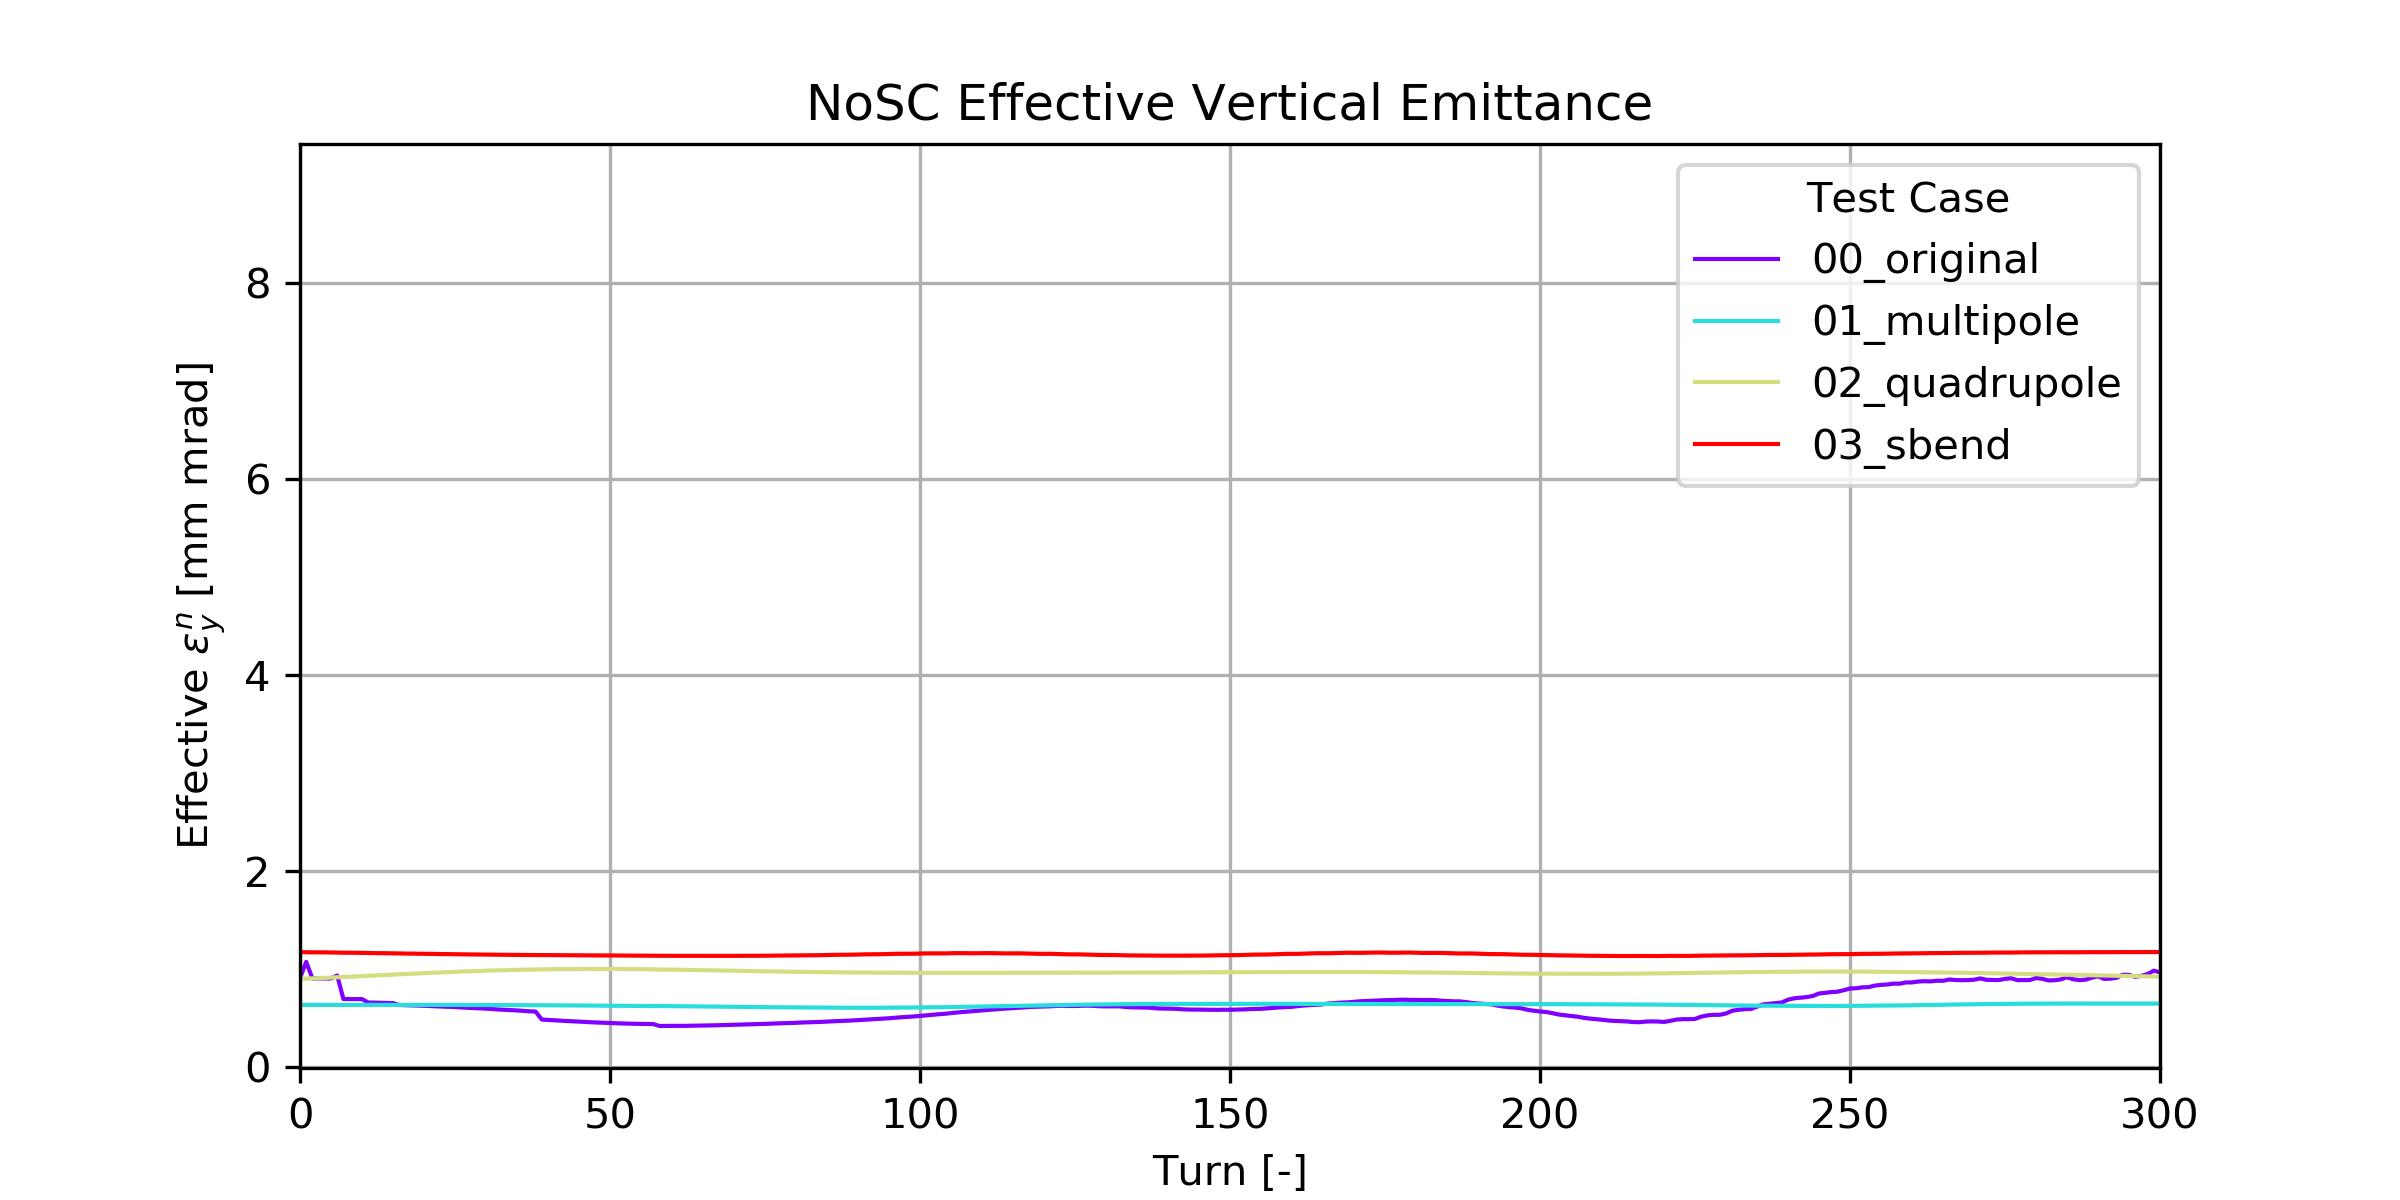 NoSC Effective Vertical Emittance
Test Case
00_original
01_multipole
02_quadrupole
03_sbend
Effective εₙʸ [mm mrad]
8
6
4
2
0
0 50 100 150 200 250 300
Turn [-]